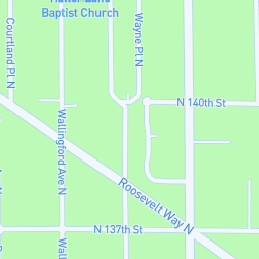 Baptist Church
Courtland Pl N
Wayne Pl N
N 140th St
Wallingford Ave N
Roosevelt Way N
N 137th St